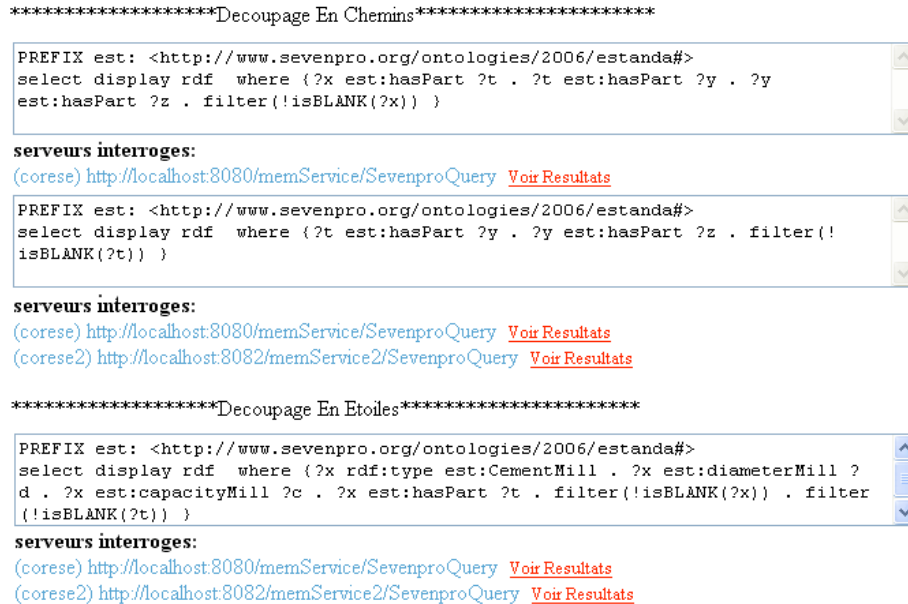 *******************Decoupage En Chemins**********************
PREFIX est: <http://www.sevenpro.org/ontologies/2006/estanda#>
select display rdf  where {?x est:hasPart ?t . ?t est:hasPart ?y . ?y
est:hasPart ?z . filter(!isBLANK(?x)) }
serveurs interroges:
(corese) http://localhost:8080/memService/SevenproQuery Voir Resultats
PREFIX est: <http://www.sevenpro.org/ontologies/2006/estanda#>
select display rdf  where {?t est:hasPart ?y . ?y est:hasPart ?z . filter(!
isBLANK(?t)) }
serveurs interroges:
(corese) http://localhost:8080/memService/SevenproQuery Voir Resultats
(corese2) http://localhost:8082/memService2/SevenproQuery Voir Resultats
*******************Decoupage En Etoiles**********************
PREFIX est: <http://www.sevenpro.org/ontologies/2006/estanda#>
select display rdf  where {?x rdf:type est:CementMill . ?x est:diameterMill ?
d . ?x est:capacityMill ?c . ?x est:hasPart ?t . filter(!isBLANK(?x)) . filter
(!isBLANK(?t)) }
serveurs interroges:
(corese) http://localhost:8080/memService/SevenproQuery Voir Resultats
(corese2) http://localhost:8082/memService2/SevenproQuery Voir Resultats